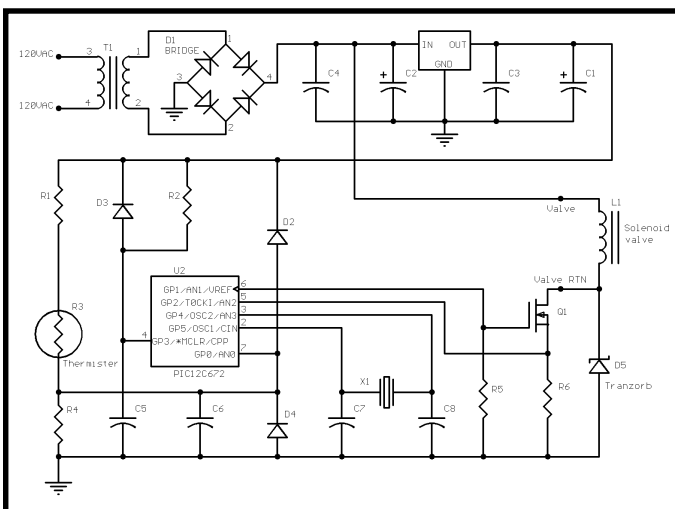 120VAC
120VAC
T1
3
4
1
2
D1
BRIDGE
1
3
4
2
C4
C2
+
IN OUT
GND
C3
C1
+
R1
D3
R2
D2
L1
Valve
Solenoid
valve
Valve RTN
U2
GP1/AN1/VREF
GP2/T0CKI/AN2
GP4/OSC2/AN3
GP5/OSC1/CIN
GP3/*MCLR/CPP
GP0/AN0
6
5
3
2
4
7
PIC12C672
R3
Thermister
Q1
D5
Tranzorb
X1
R4
C5
C6
D4
C7
C8
R5
R6